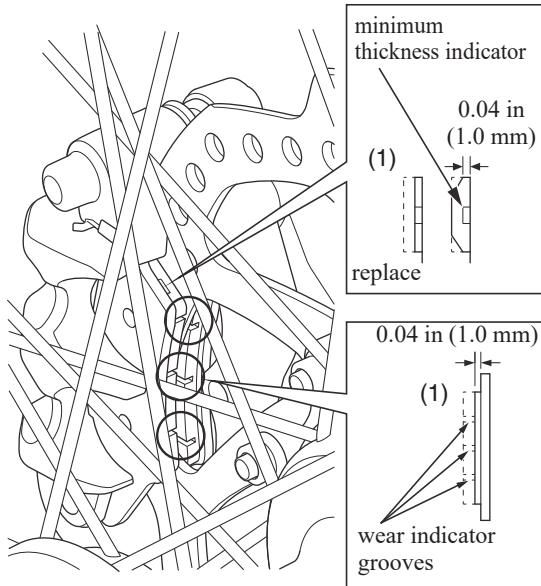 minimum
thickness indicator
0.04 in
(1.0 mm)
(1)
replace
0.04 in (1.0 mm)
(1)
wear indicator
grooves